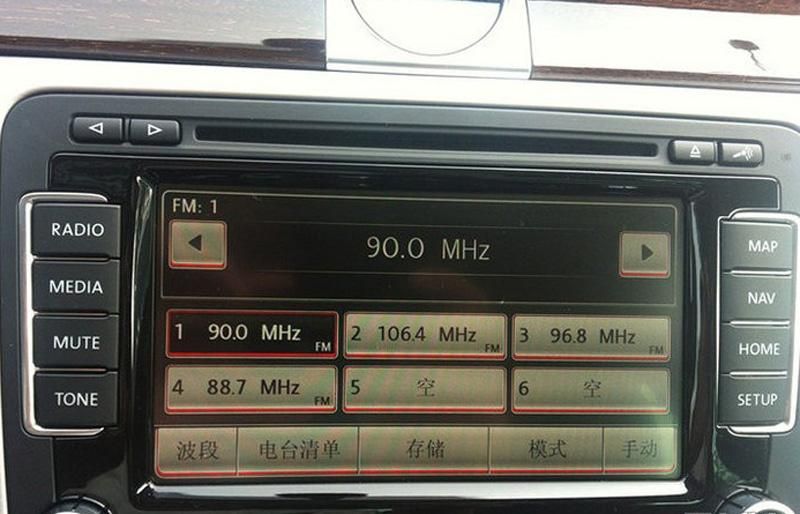 FM: 1
90.0 MHz
1 90.0 MHz FM
2 106.4 MHz FM
3 96.8 MHz FM
4 88.7 MHz FM
5 空
6 空
波段 电台清单 存储 模式 手动
RADIO
MEDIA
MUTE
TONE
MAP
NAV
HOME
SETUP